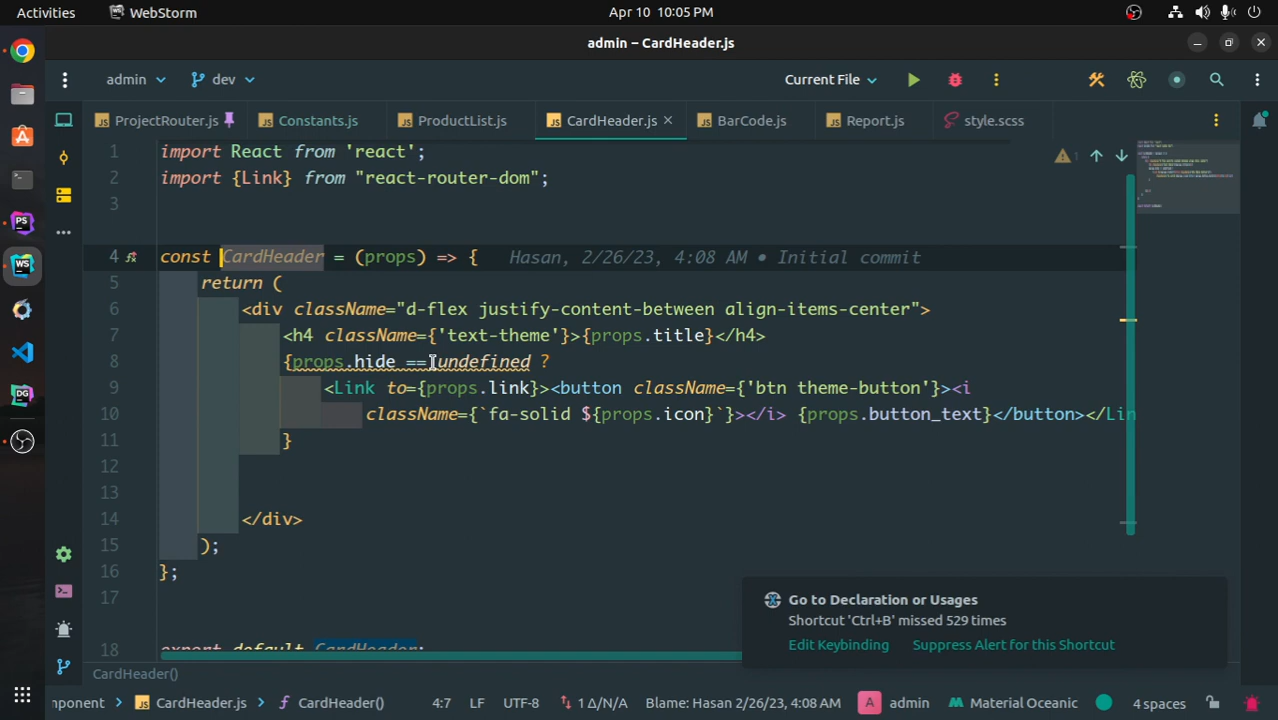 Activities WebStorm Apr 10 10:05 PM
admin – CardHeader.js
admin dev Current File
ProjectRouter.js Constants.js ProductList.js CardHeader.js BarCode.js Report.js style.scss
1 import React from 'react'; 1
2 import {Link} from "react-router-dom";
3
4 const CardHeader = (props) => { Hasan, 2/26/23, 4:08 AM • Initial commit
5 return (
6 <div className="d-flex justify-content-between align-items-center">
7 <h4 className={'text-theme'}>{props.title}</h4>
8 {props.hide == undefined ?
9 <Link to={props.link}><button className={'btn theme-button'}><i
10 className={`fa-solid ${props.icon}`}></i> {props.button_text}</button></Lin
11 }
12
13
14 </div>
15 );
16 };
17
18 export default CardHeader;
Go to Declaration or Usages
Shortcut 'Ctrl+B' missed 529 times
Edit Keybinding Suppress Alert for this Shortcut
CardHeader()
mponent CardHeader.js CardHeader() 4:7 LF UTF-8 1 Δ/N/A Blame: Hasan 2/26/23, 4:08 AM A admin Material Oceanic 4 spaces
PS
WS
DG